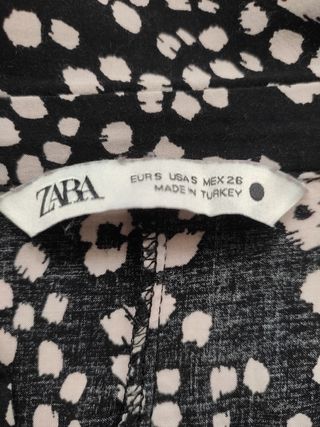 ZARA
EUR S USA S MEX 26
MADE IN TURKEY